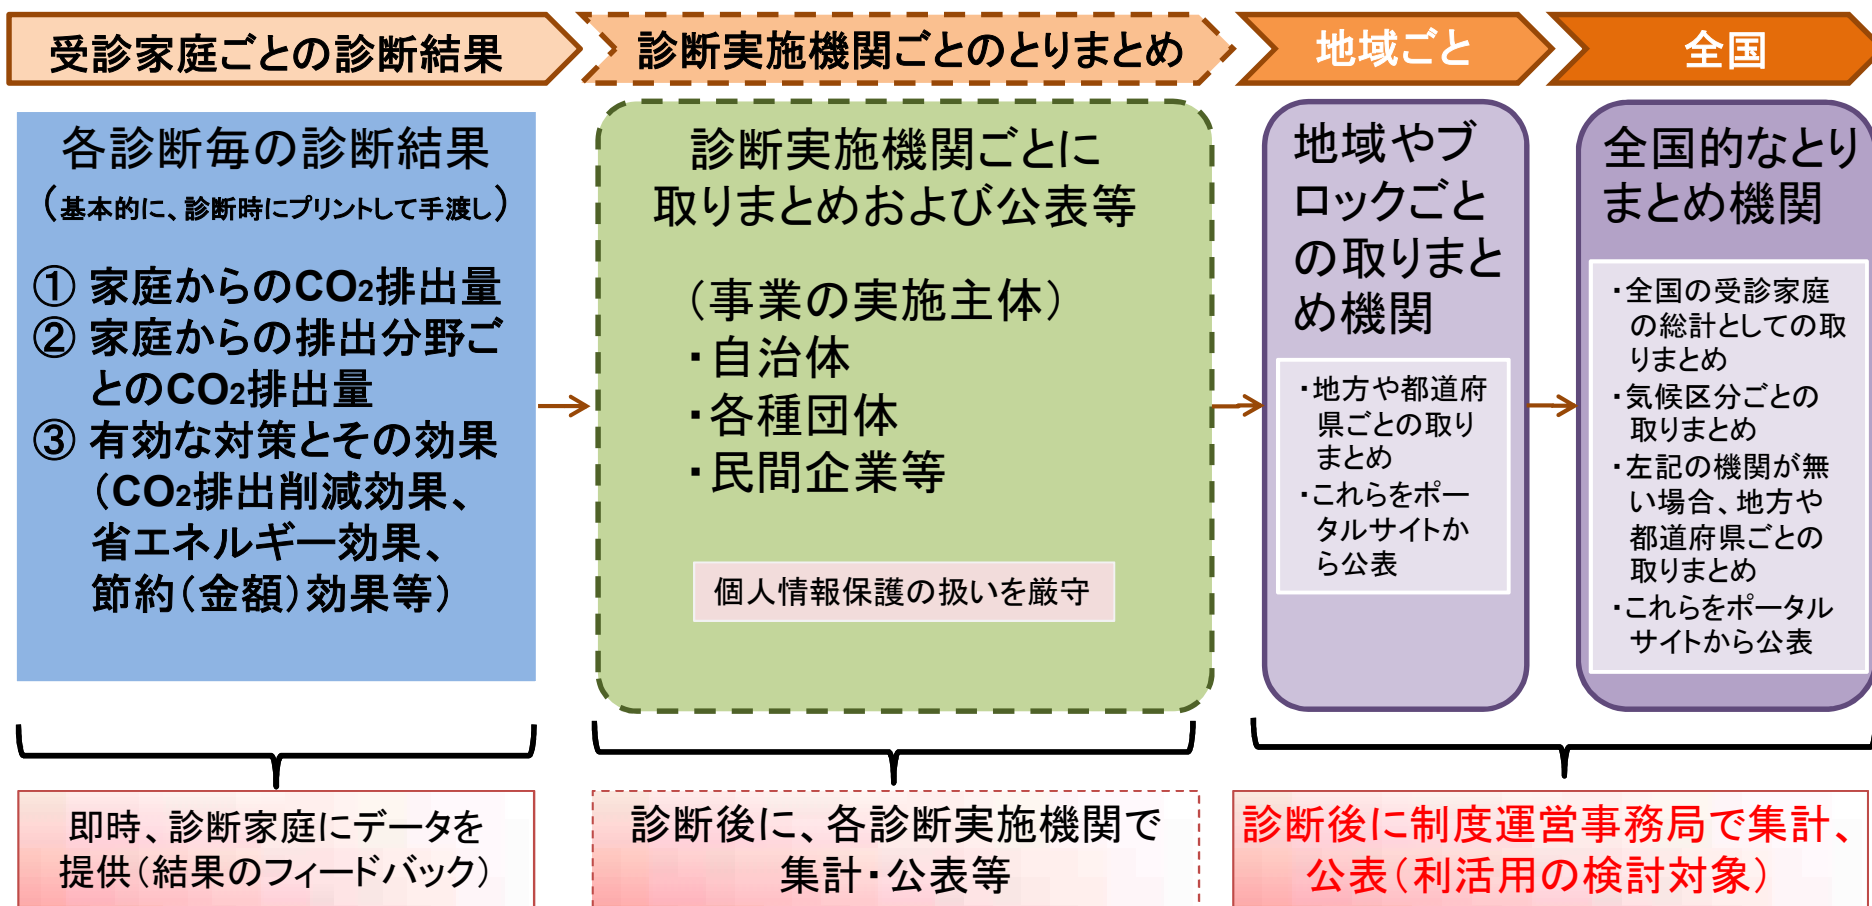 受診家庭ごとの診断結果
診断実施機関ごとのとりまとめ
地域ごと
全国
各診断毎の診断結果
(基本的に、診断時にプリントして手渡し)
① 家庭からのCO2排出量
② 家庭からの排出分野ご
とのCO2排出量
③ 有効な対策とその効果
(CO2排出削減効果、
省エネルギー効果、
節約(金額)効果等)
診断実施機関ごとに
取りまとめおよび公表等
(事業の実施主体)
・自治体
・各種団体
・民間企業等
個人情報保護の扱いを厳守
地域やブ
ロックごと
の取りまと
め機関
・地方や都道府
県ごとの取り
まとめ
・これらをポー
タルサイトか
ら公表
全国的なとり
まとめ機関
・全国の受診家庭
の総計としての取
りまとめ
・気候区分ごとの
取りまとめ
・左記の機関が無
い場合、地方や
都道府県ごとの
取りまとめ
・これらをポータル
サイトから公表
即時、診断家庭にデータを
提供(結果のフィードバック)
診断後に、各診断実施機関で
集計・公表等
診断後に制度運営事務局で集計、
公表(利活用の検討対象)